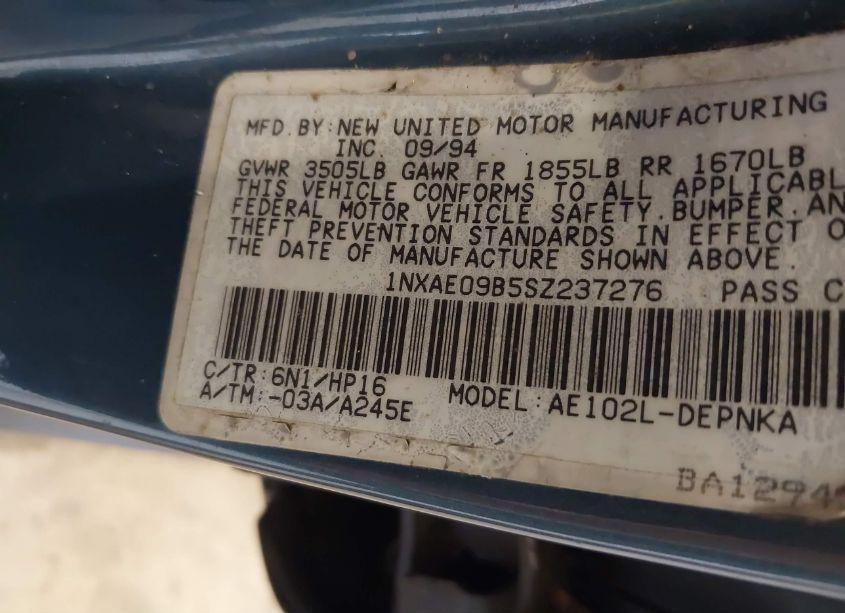 MFD.BY:NEW UNITED MOTOR MANUFACTURING
INC. 09/94
GVWR 3505LB GAWR FR 1855LB RR 1670LB
THIS VEHICLE CONFORMS TO ALL APPLICABL
FEDERAL MOTOR VEHICLE SAFETY.BUMPER.AN
THEFT PREVENTION STANDARDS IN EFFECT O
THE DATE OF MANUFACTURE SHOWN ABOVE.
1NXAE09B5SZ237276 PASS C
C/TR:6N1/HP16
A/TM:-03A/A245E
MODEL:AE102L-DEPNKA
BA1294